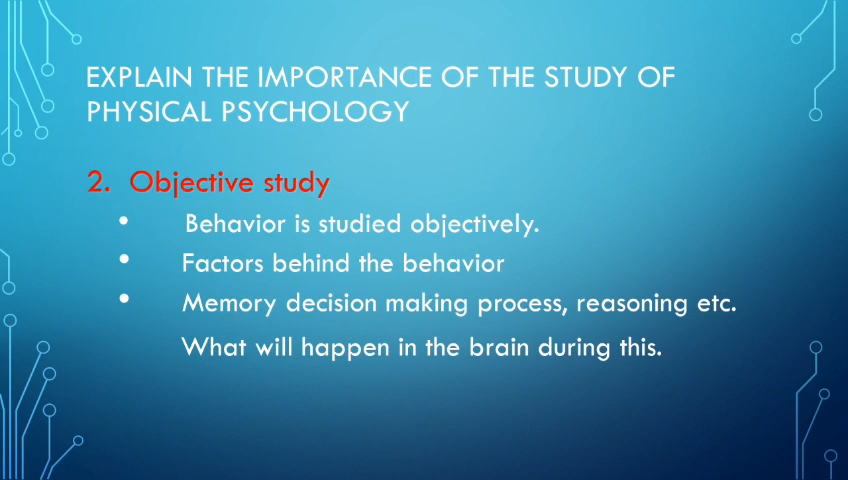 EXPLAIN THE IMPORTANCE OF THE STUDY OF
PHYSICAL PSYCHOLOGY
2. Objective study
• Behavior is studied objectively.
• Factors behind the behavior
• Memory decision making process, reasoning etc.
What will happen in the brain during this.